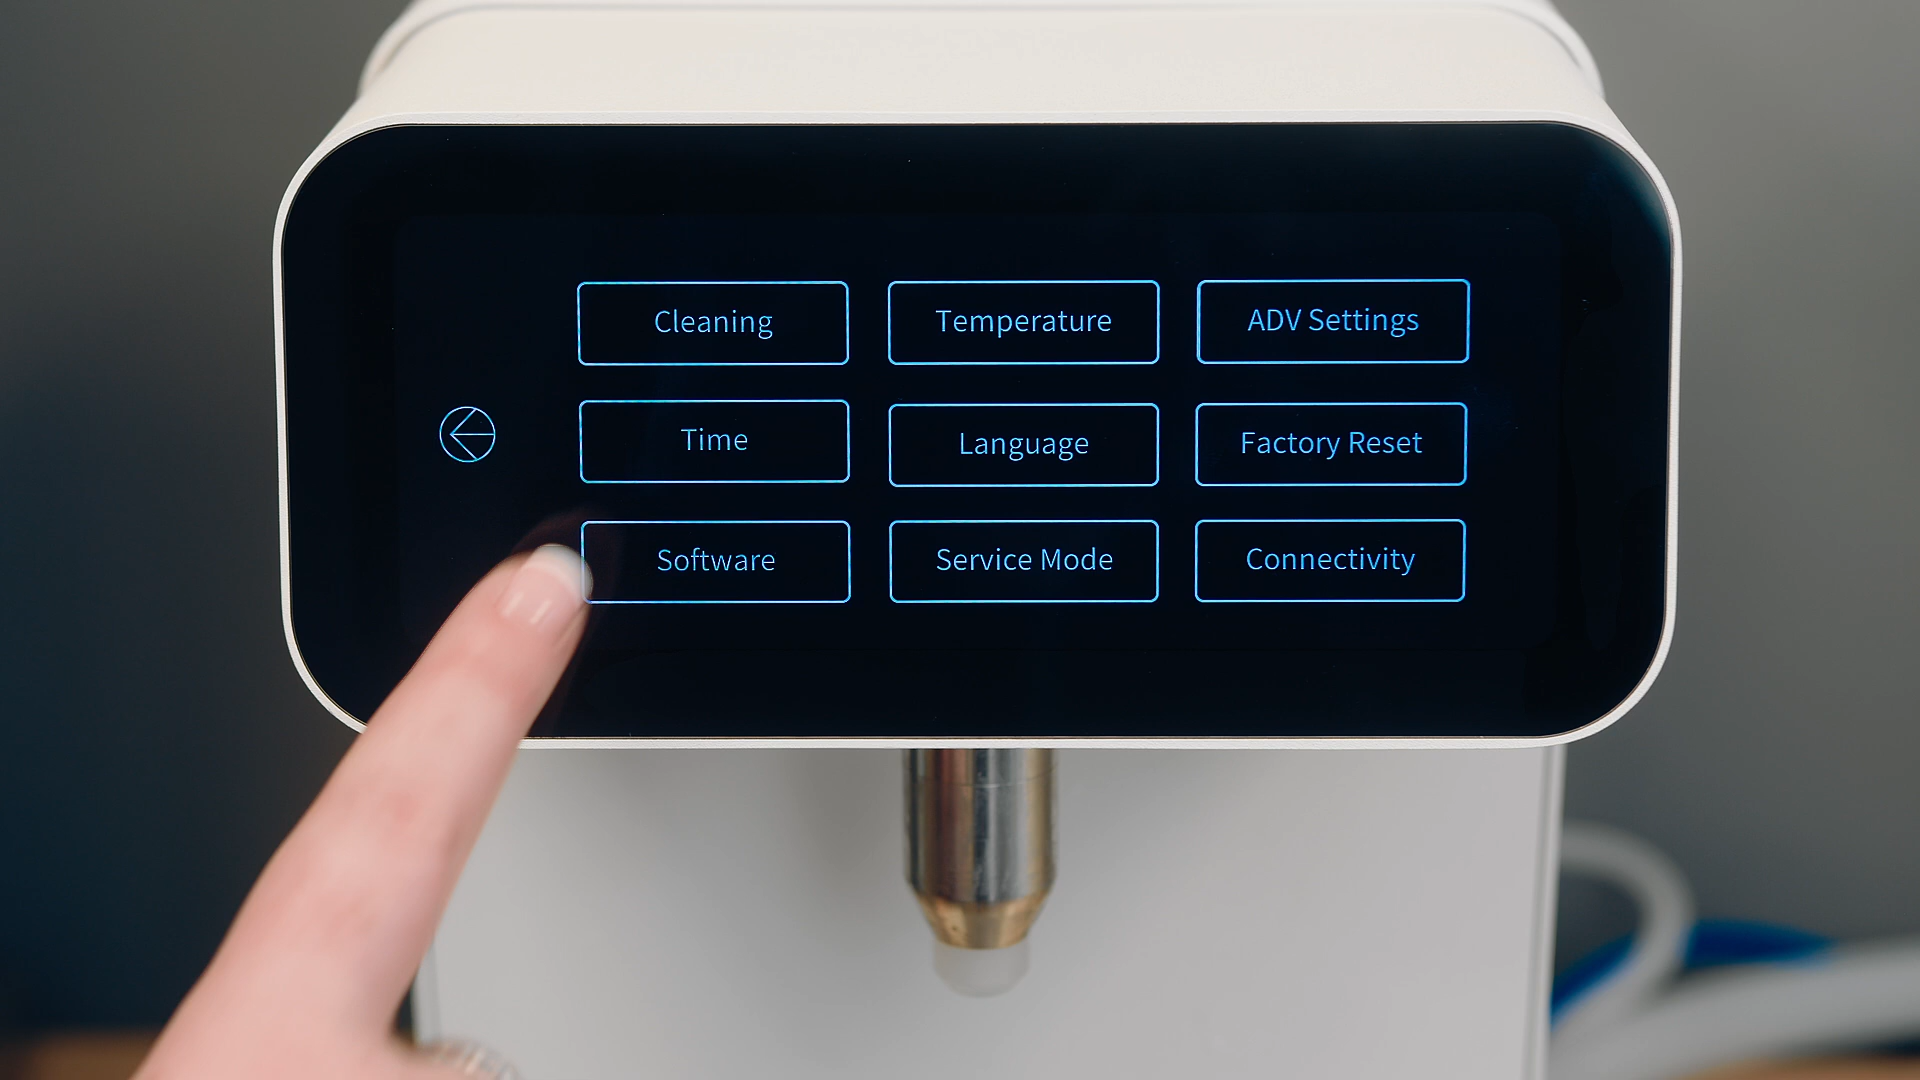 Cleaning
Temperature
ADV Settings
Time
Language
Factory Reset
Software
Service Mode
Connectivity